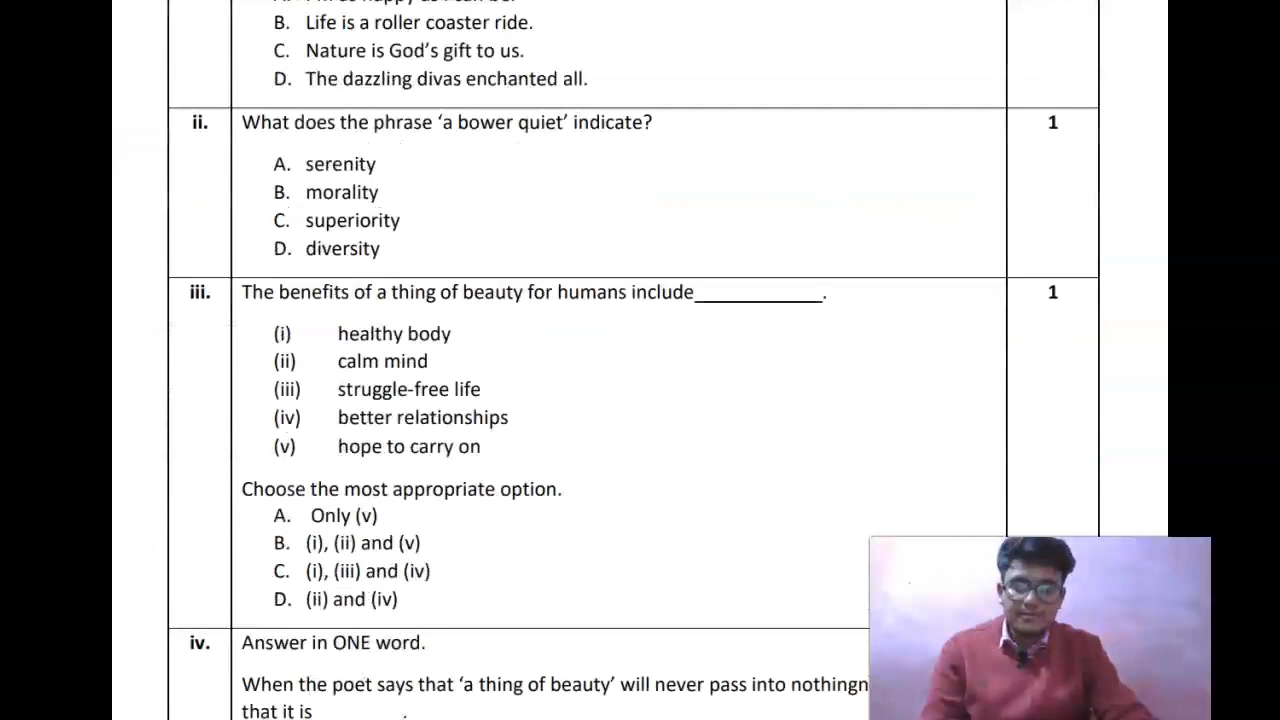 B. Life is a roller coaster ride.
C. Nature is God's gift to us.
D. The dazzling divas enchanted all.
ii. What does the phrase ‘a bower quiet’ indicate? 1
A. serenity
B. morality
C. superiority
D. diversity
iii. The benefits of a thing of beauty for humans include____________. 1
(i) healthy body
(ii) calm mind
(iii) struggle-free life
(iv) better relationships
(v) hope to carry on
Choose the most appropriate option.
A. Only (v)
B. (i), (ii) and (v)
C. (i), (iii) and (iv)
D. (ii) and (iv)
iv. Answer in ONE word.
When the poet says that ‘a thing of beauty’ will never pass into
that it is .